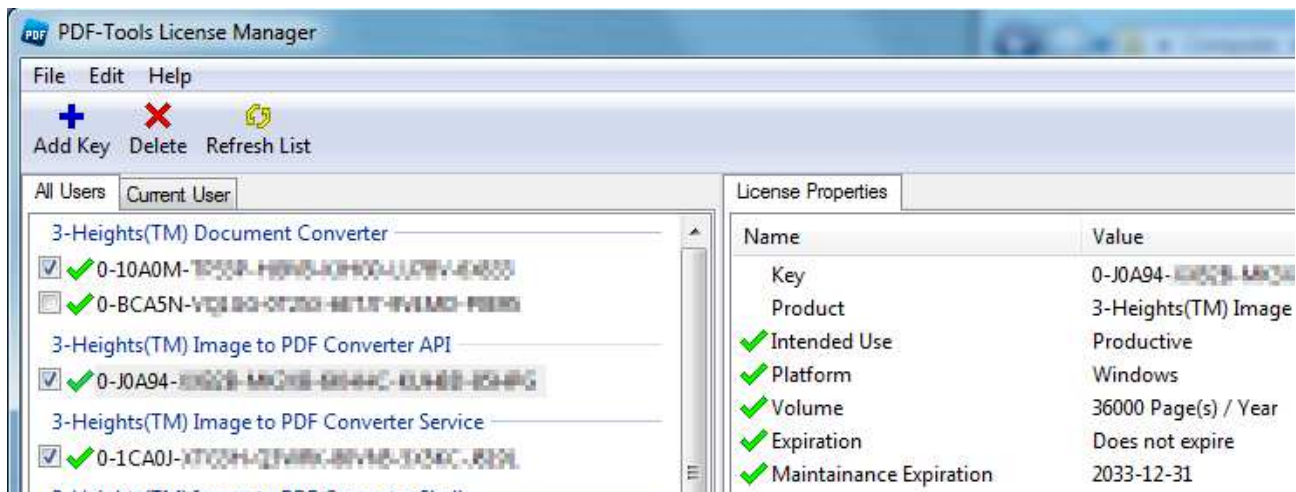 PDF-Tools License Manager
File Edit Help
Add Key Delete Refresh List
All Users Current User
3-Heights(TM) Document Converter
0-10A0M-
0-BCA5N-
3-Heights(TM) Image to PDF Converter API
0-J0A94-
3-Heights(TM) Image to PDF Converter Service
0-1CA0J-
License Properties
Name Value
Key 0-J0A94-
Product 3-Heights(TM) Image
Intended Use Productive
Platform Windows
Volume 36000 Page(s) / Year
Expiration Does not expire
Maintainance Expiration 2033-12-31